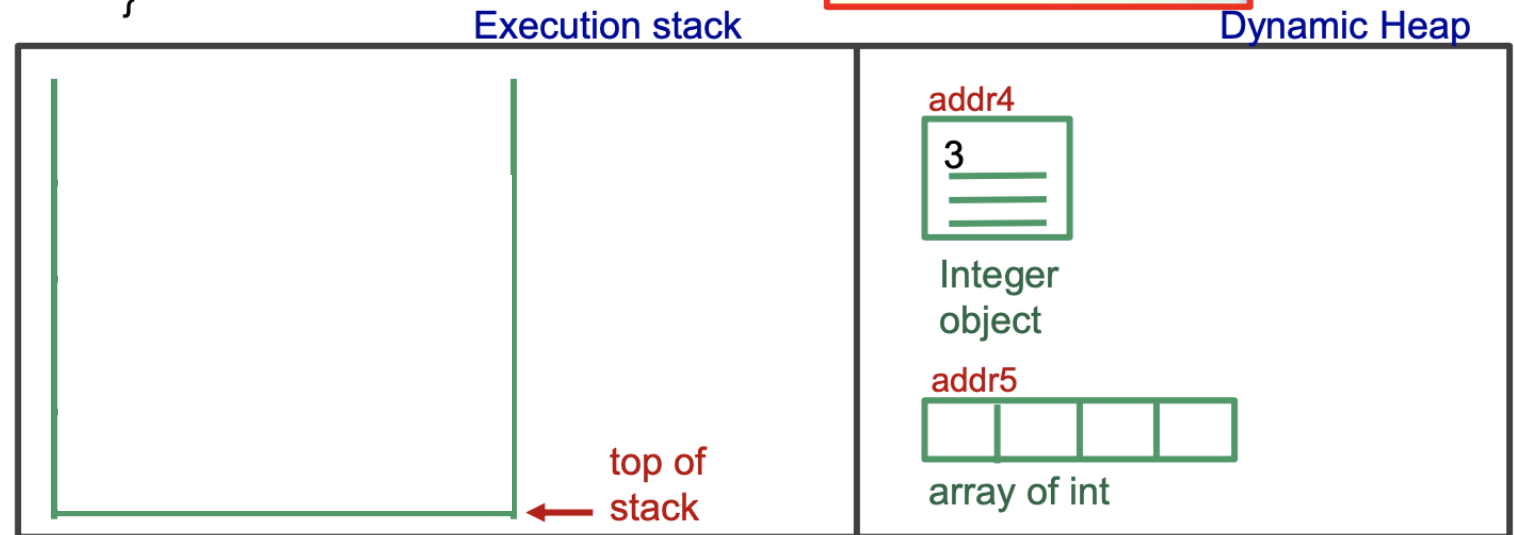 }
Execution stack
Dynamic Heap
addr4
3
Integer
object
addr5
array of int
top of
stack